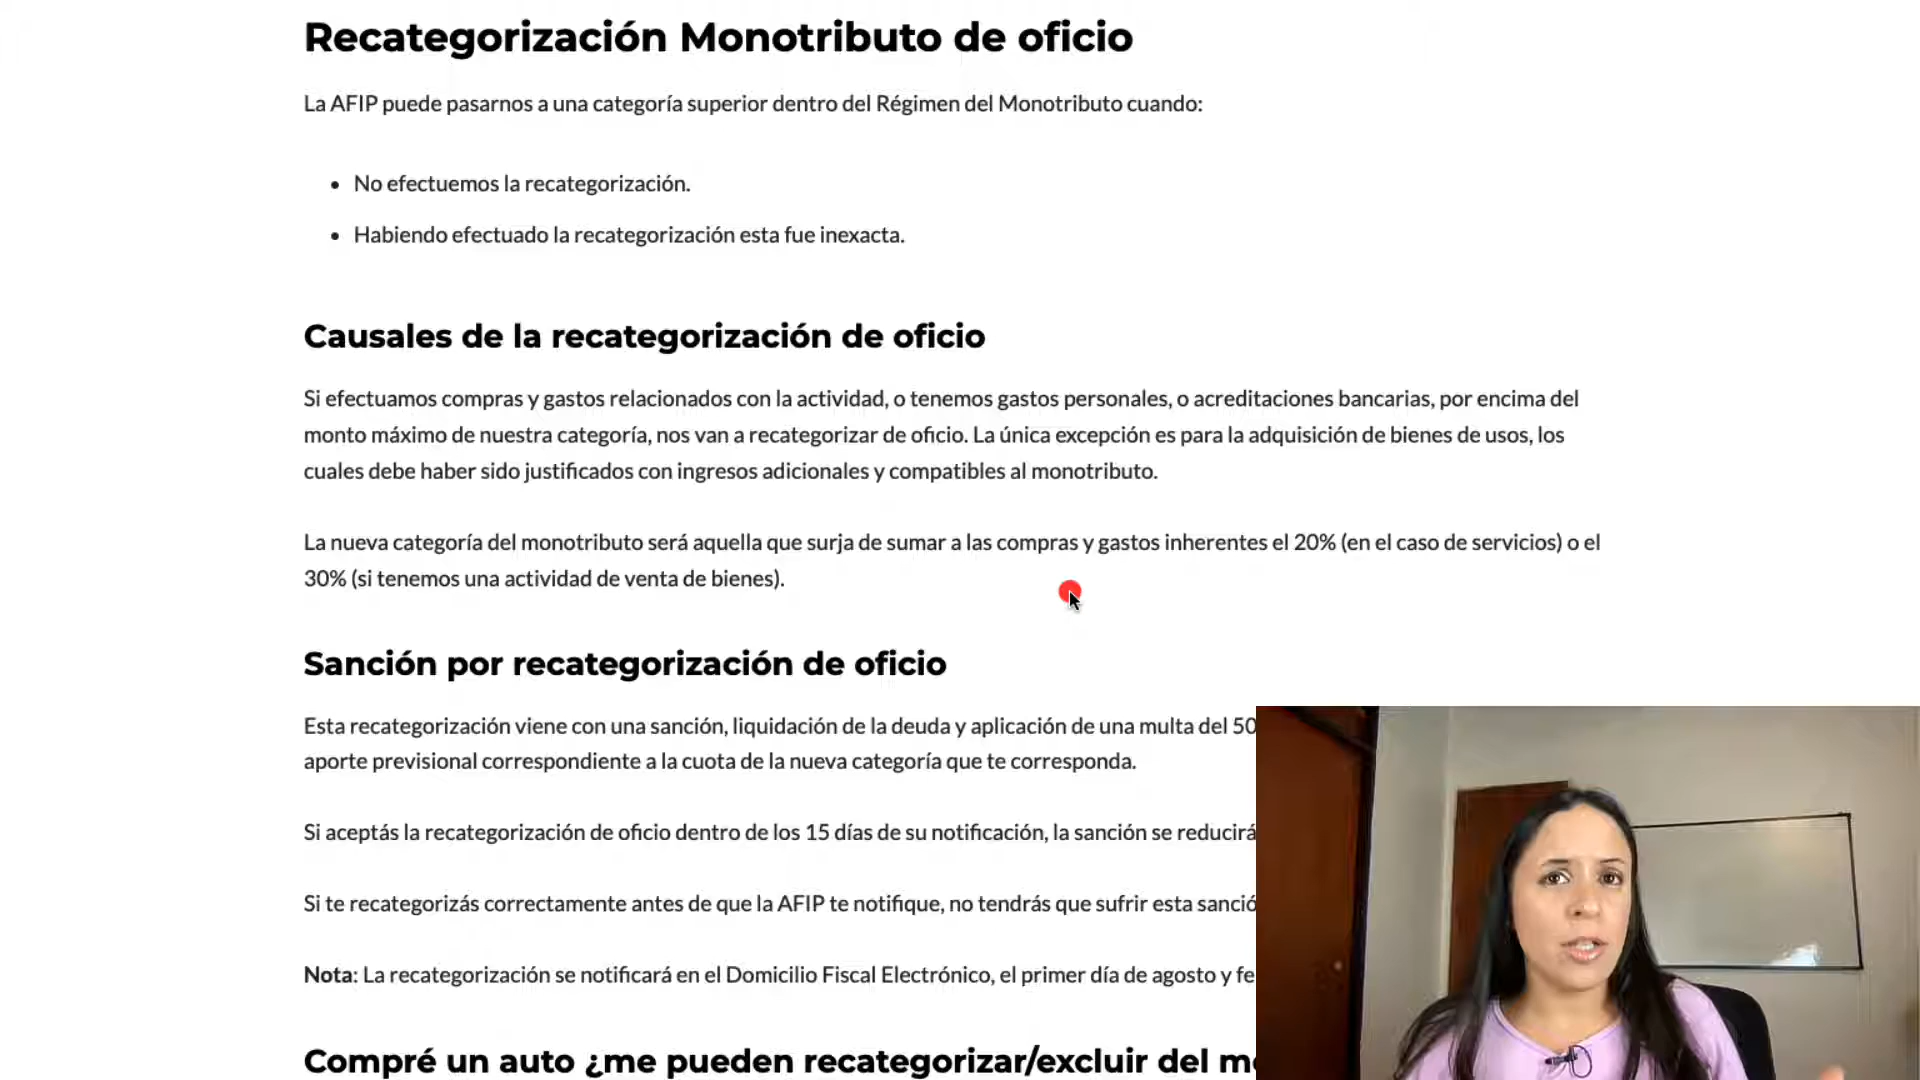 Recategorización Monotributo de oficio
La AFIP puede pasarnos a una categoría superior dentro del Régimen del Monotributo cuando:
• No efectuemos la recategorización.
• Habiendo efectuado la recategorización esta fue inexacta.
Causales de la recategorización de oficio
Si efectuamos compras y gastos relacionados con la actividad, o tenemos gastos personales, o acreditaciones bancarias, por encima del
monto máximo de nuestra categoría, nos van a recategorizar de oficio. La única excepción es para la adquisición de bienes de usos, los
cuales debe haber sido justificados con ingresos adicionales y compatibles al monotributo.
La nueva categoría del monotributo será aquella que surja de sumar a las compras y gastos inherentes el 20% (en el caso de servicios) o el
30% (si tenemos una actividad de venta de bienes).
Sanción por recategorización de oficio
Esta recategorización viene con una sanción, liquidación de la deuda y aplicación de una multa del 50
aporte previsional correspondiente a la cuota de la nueva categoría que te corresponda.
Si aceptás la recategorización de oficio dentro de los 15 días de su notificación, la sanción se reducirá
Si te recategorizás correctamente antes de que la AFIP te notifique, no tendrás que sufrir esta sanció
Nota: La recategorización se notificará en el Domicilio Fiscal Electrónico, el primer día de agosto y fe
Compré un auto ¿me pueden recategorizar/excluir del m